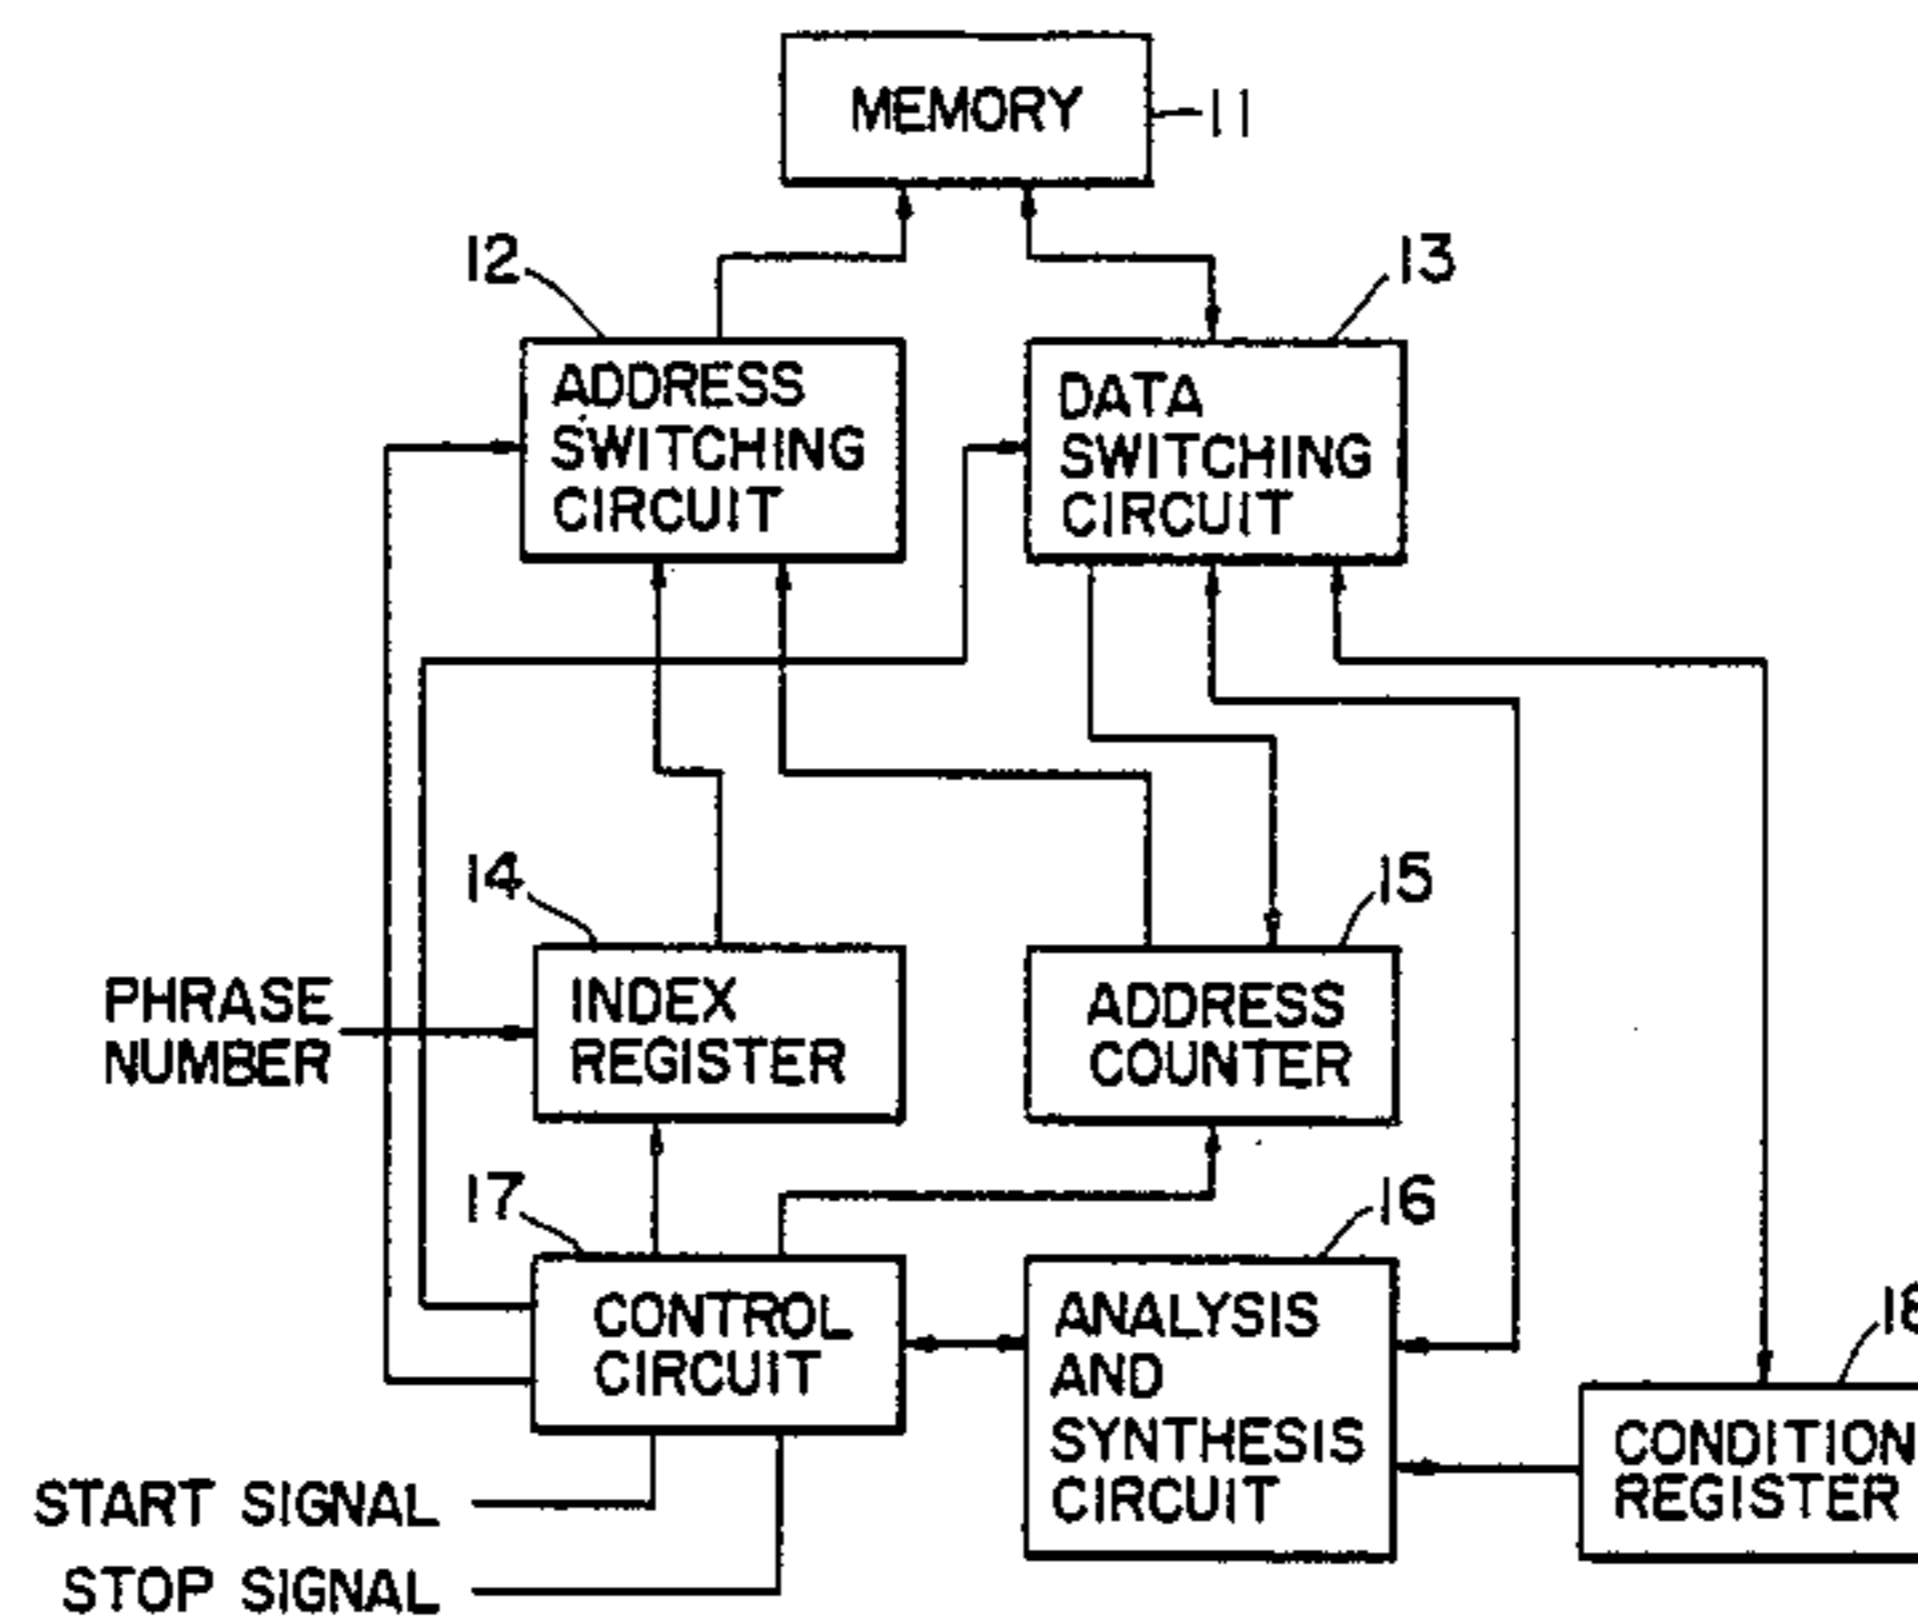 MEMORY
11
12
13
ADDRESS
SWITCHING
CIRCUIT
DATA
SWITCHING
CIRCUIT
14
15
PHRASE
NUMBER
INDEX
REGISTER
ADDRESS
COUNTER
17
16
CONTROL
CIRCUIT
ANALYSIS
AND
SYNTHESIS
CIRCUIT
18
CONDITION
REGISTER
START SIGNAL
STOP SIGNAL